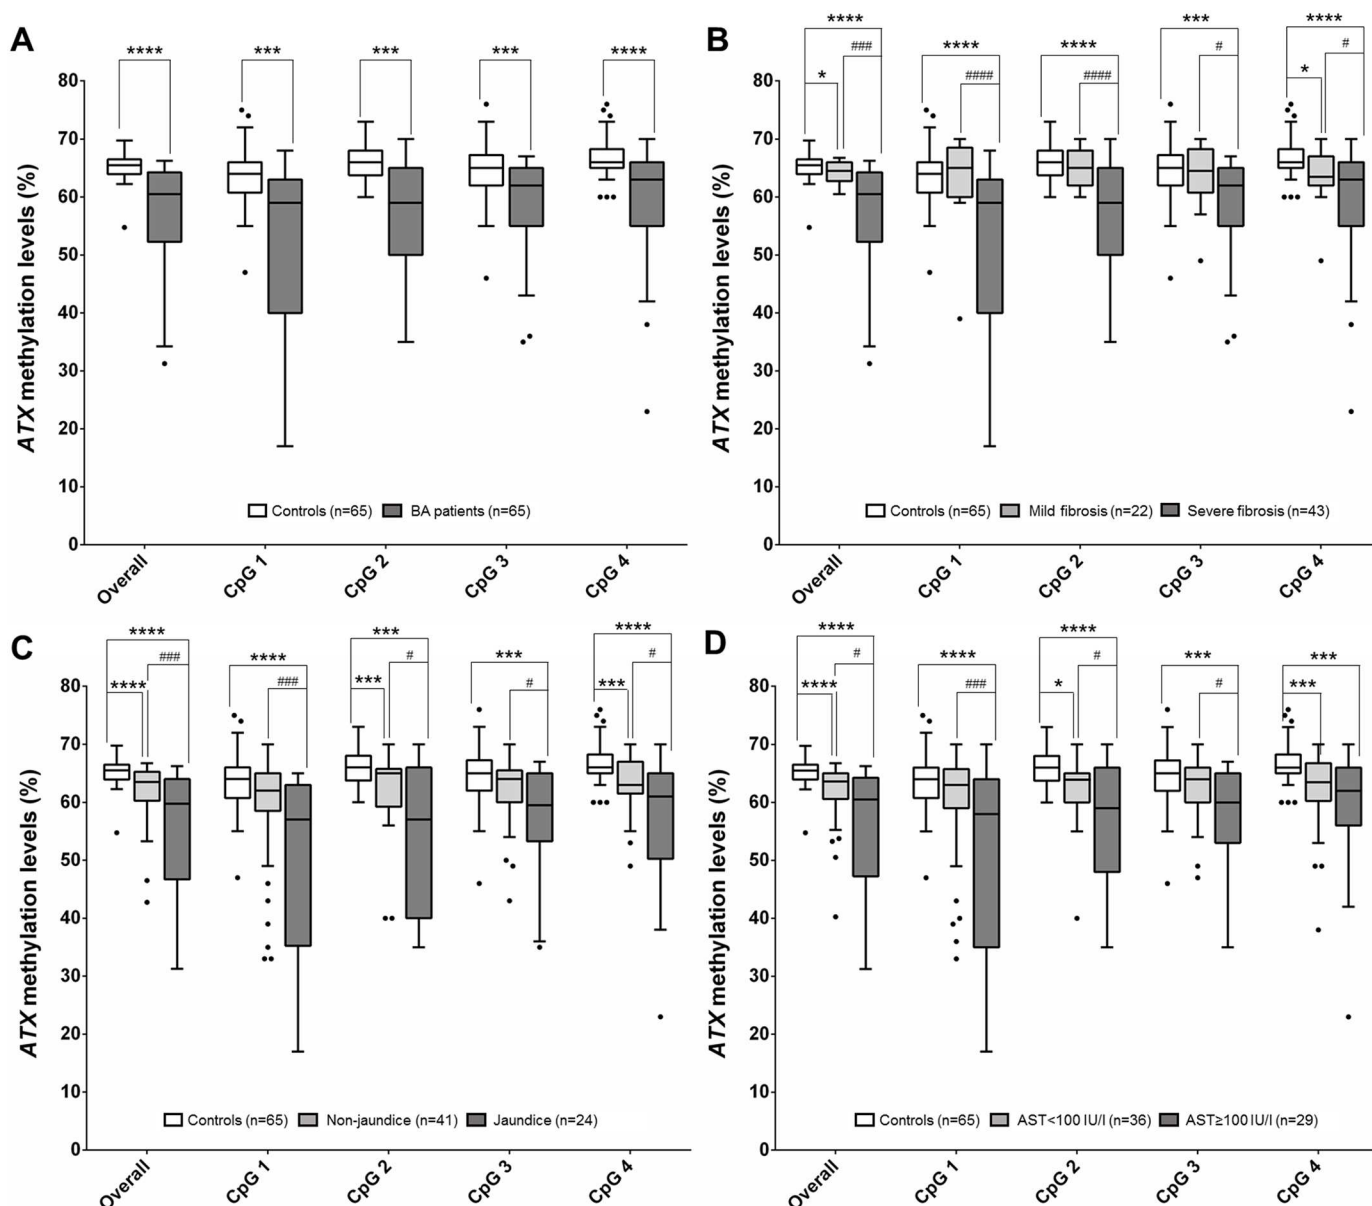 A
**** *** *** *** ****
ATX methylation levels (%)
80
70
60
50
40
30
20
10
0
Controls (n=65) BA patients (n=65)
Overall CpG 1 CpG 2 CpG 3 CpG 4
B
**** *** ****
### **** **** # #
* #### #### *
ATX methylation levels (%)
80
70
60
50
40
30
20
10
0
Controls (n=65) Mild fibrosis (n=22) Severe fibrosis (n=43)
Overall CpG 1 CpG 2 CpG 3 CpG 4
C
**** *** ****
### **** # *** #
**** ### *** # ***
ATX methylation levels (%)
80
70
60
50
40
30
20
10
0
Controls (n=65) Non-jaundice (n=41) Jaundice (n=24)
Overall CpG 1 CpG 2 CpG 3 CpG 4
D
**** ****
# **** # *** ***
**** ### * # ***
ATX methylation levels (%)
80
70
60
50
40
30
20
10
0
Controls (n=65) AST<100 IU/l (n=36) AST≥100 IU/l (n=29)
Overall CpG 1 CpG 2 CpG 3 CpG 4